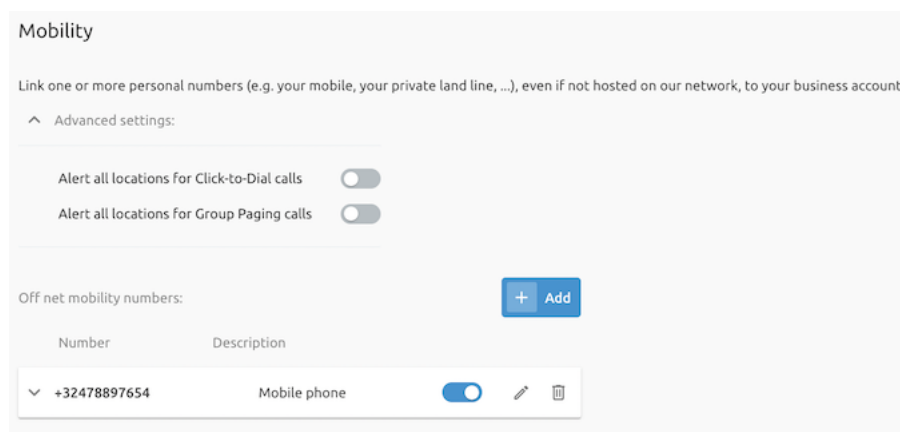 Mobility
Link one or more personal numbers (e.g. your mobile, your private land line, ...), even if not hosted on our network, to your business account
Advanced settings:
Alert all locations for Click-to-Dial calls
Alert all locations for Group Paging calls
Off net mobility numbers:
+ Add
Number Description
+32478897654 Mobile phone